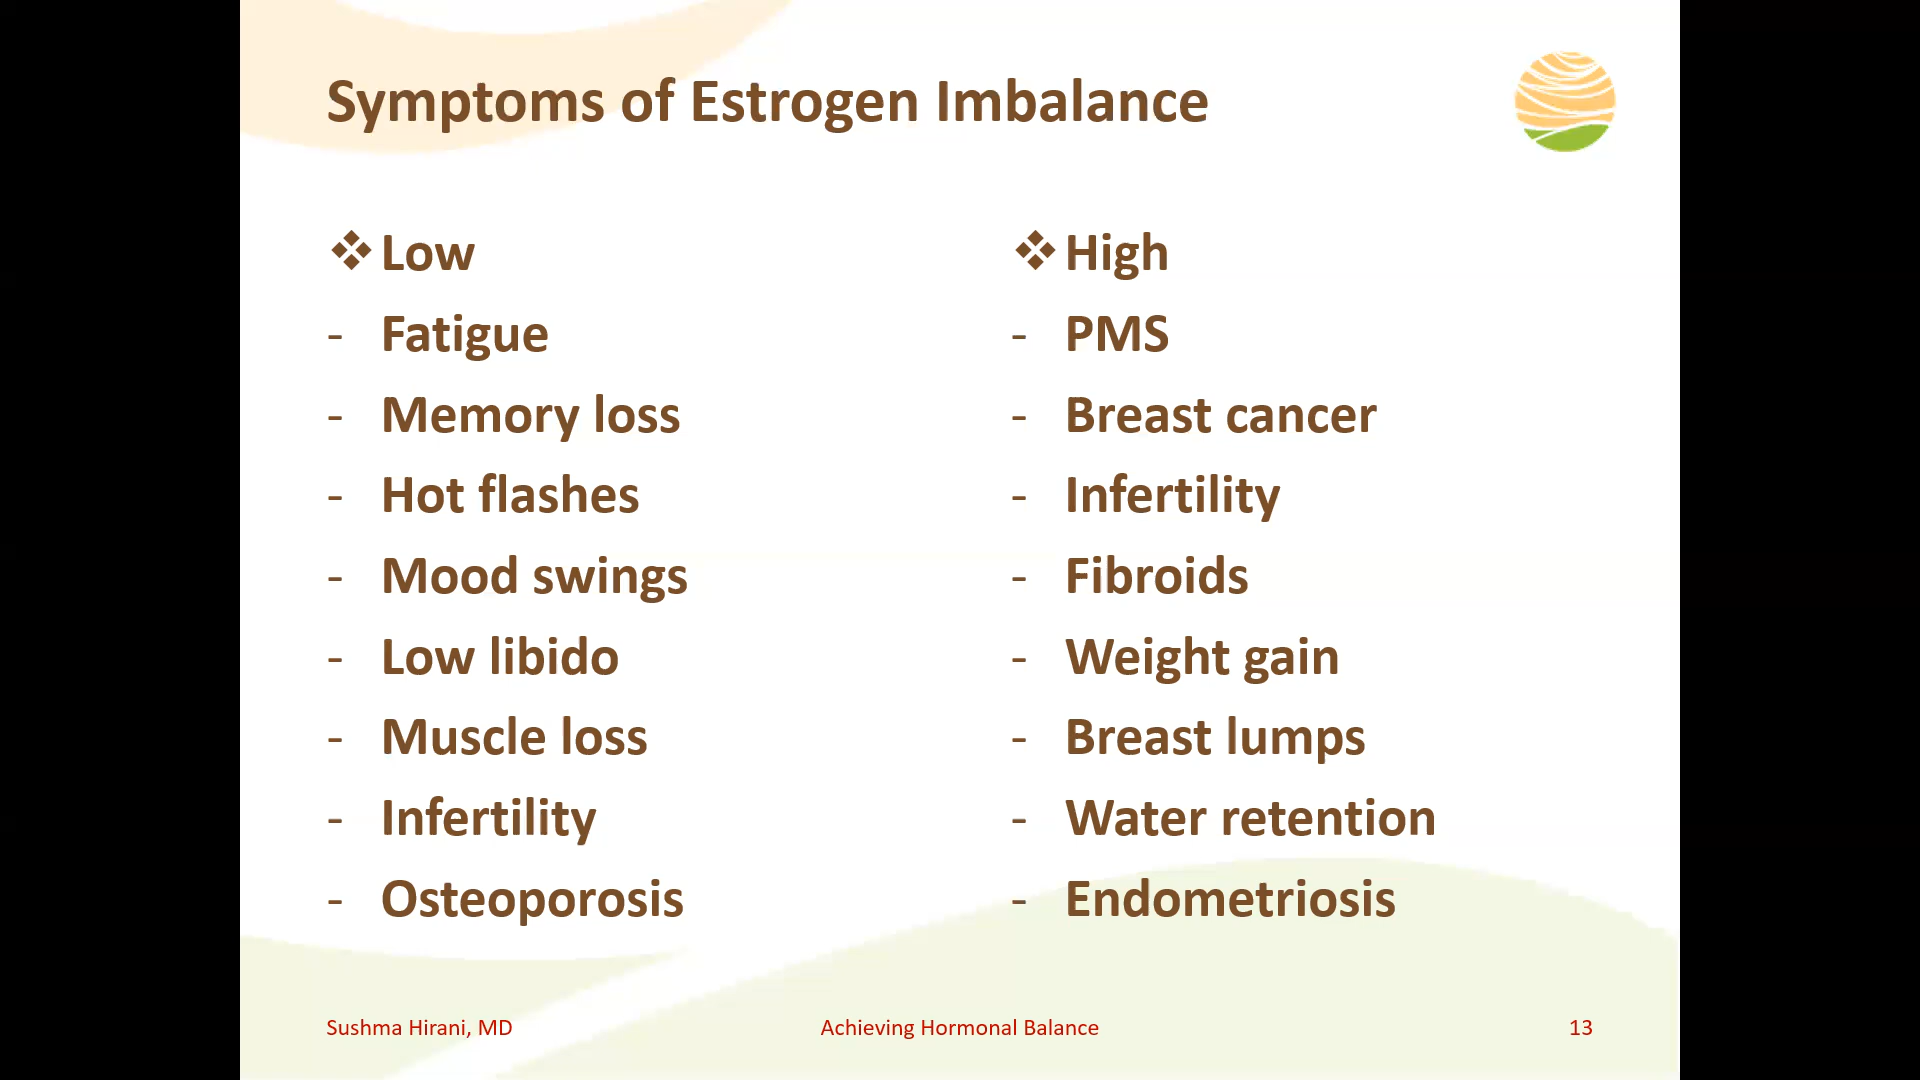 Symptoms of Estrogen Imbalance
❖ Low
- Fatigue
- Memory loss
- Hot flashes
- Mood swings
- Low libido
- Muscle loss
- Infertility
- Osteoporosis
❖ High
- PMS
- Breast cancer
- Infertility
- Fibroids
- Weight gain
- Breast lumps
- Water retention
- Endometriosis
Sushma Hirani, MD
Achieving Hormonal Balance
13